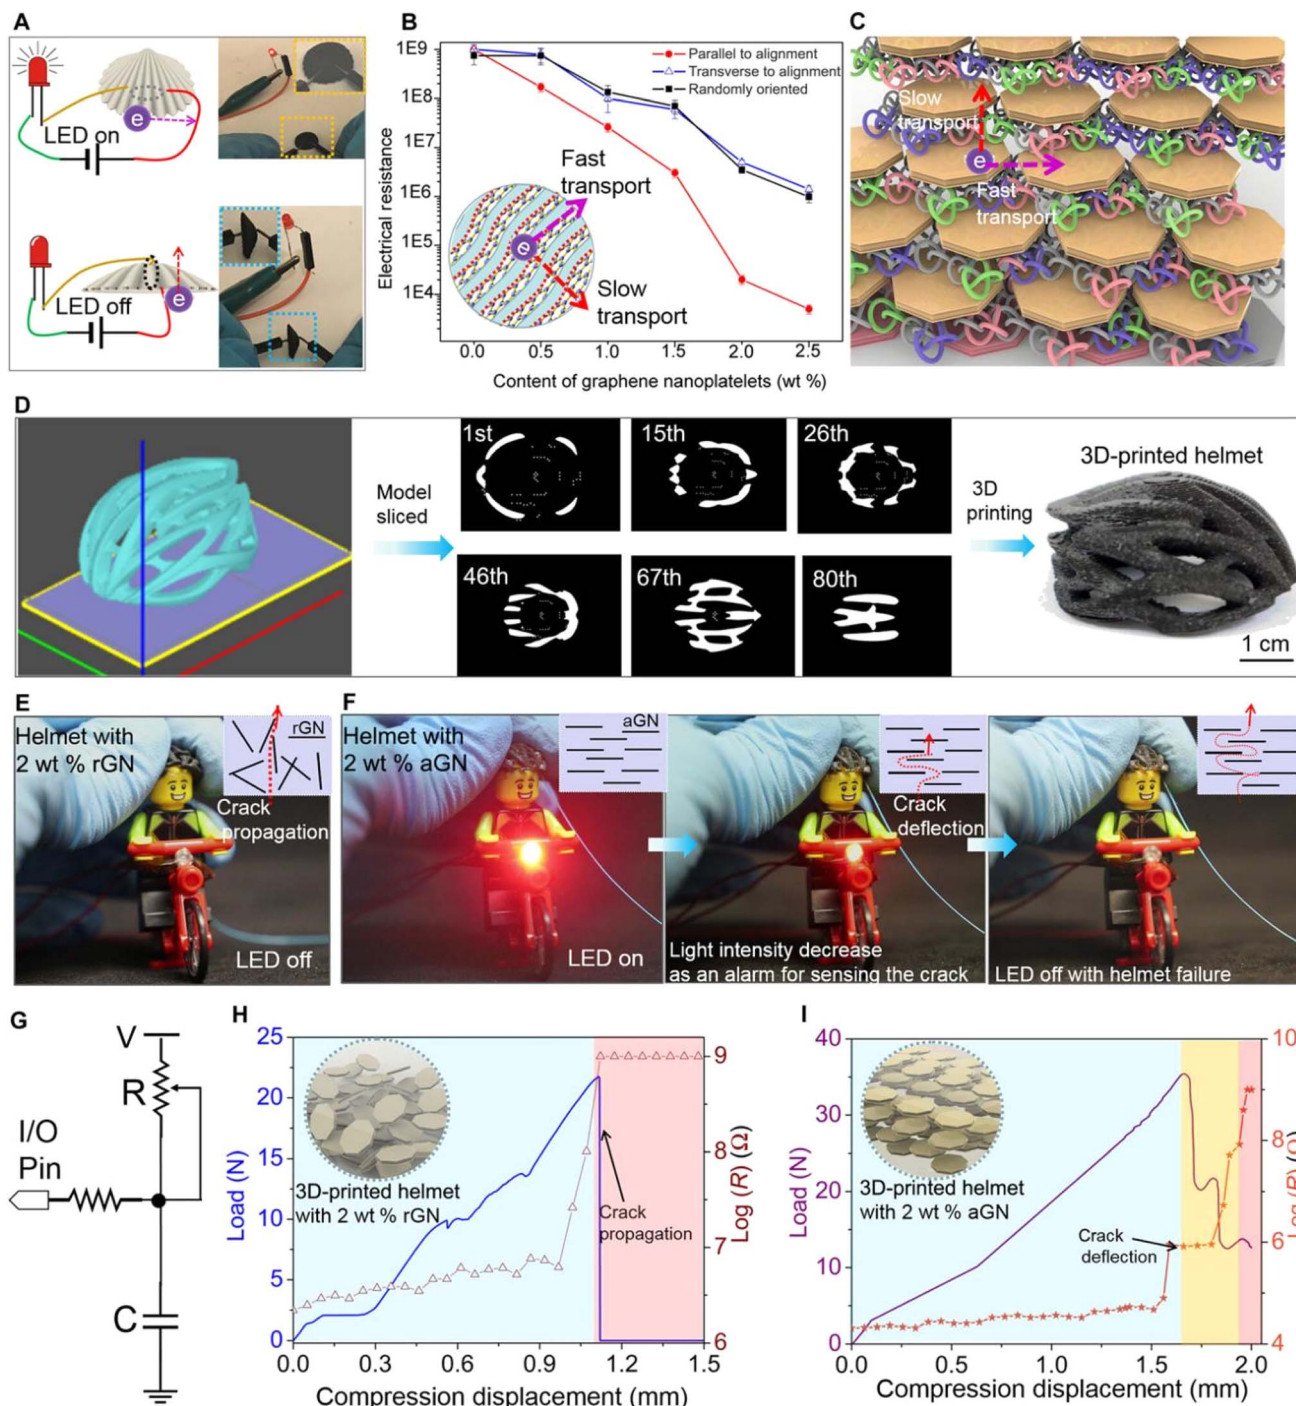 A
LED on
e
LED off
e
B
Electrical resistance
1E9
1E8
1E7
1E6
1E5
1E4
Parallel to alignment
Transverse to alignment
Randomly oriented
Fast
transport
e
Slow
transport
0.0 0.5 1.0 1.5 2.0 2.5
Content of graphene nanoplatelets (wt %)
C
Slow
transport
e
Fast
transport
D
Model
sliced
1st
15th
26th
46th
67th
80th
3D
printing
3D-printed helmet
1 cm
E
Helmet with
2 wt % rGN
rGN
Crack
propagation
LED off
F
Helmet with
2 wt % aGN
aGN
LED on
Crack
deflection
Light intensity decrease
as an alarm for sensing the crack
LED off with helmet failure
G
V
R
I/O
Pin
C
H
Load (N)
25
20
15
10
5
0
3D-printed helmet
with 2 wt % rGN
Crack
propagation
9
8
7
6
Log (R) (Ω)
0.0 0.3 0.6 0.9 1.2 1.5
Compression displacement (mm)
I
Load (N)
40
30
20
10
0
3D-printed helmet
with 2 wt % aGN
Crack
deflection
10
8
6
4
Log (R) (Ω)
0.0 0.5 1.0 1.5 2.0
Compression displacement (mm)